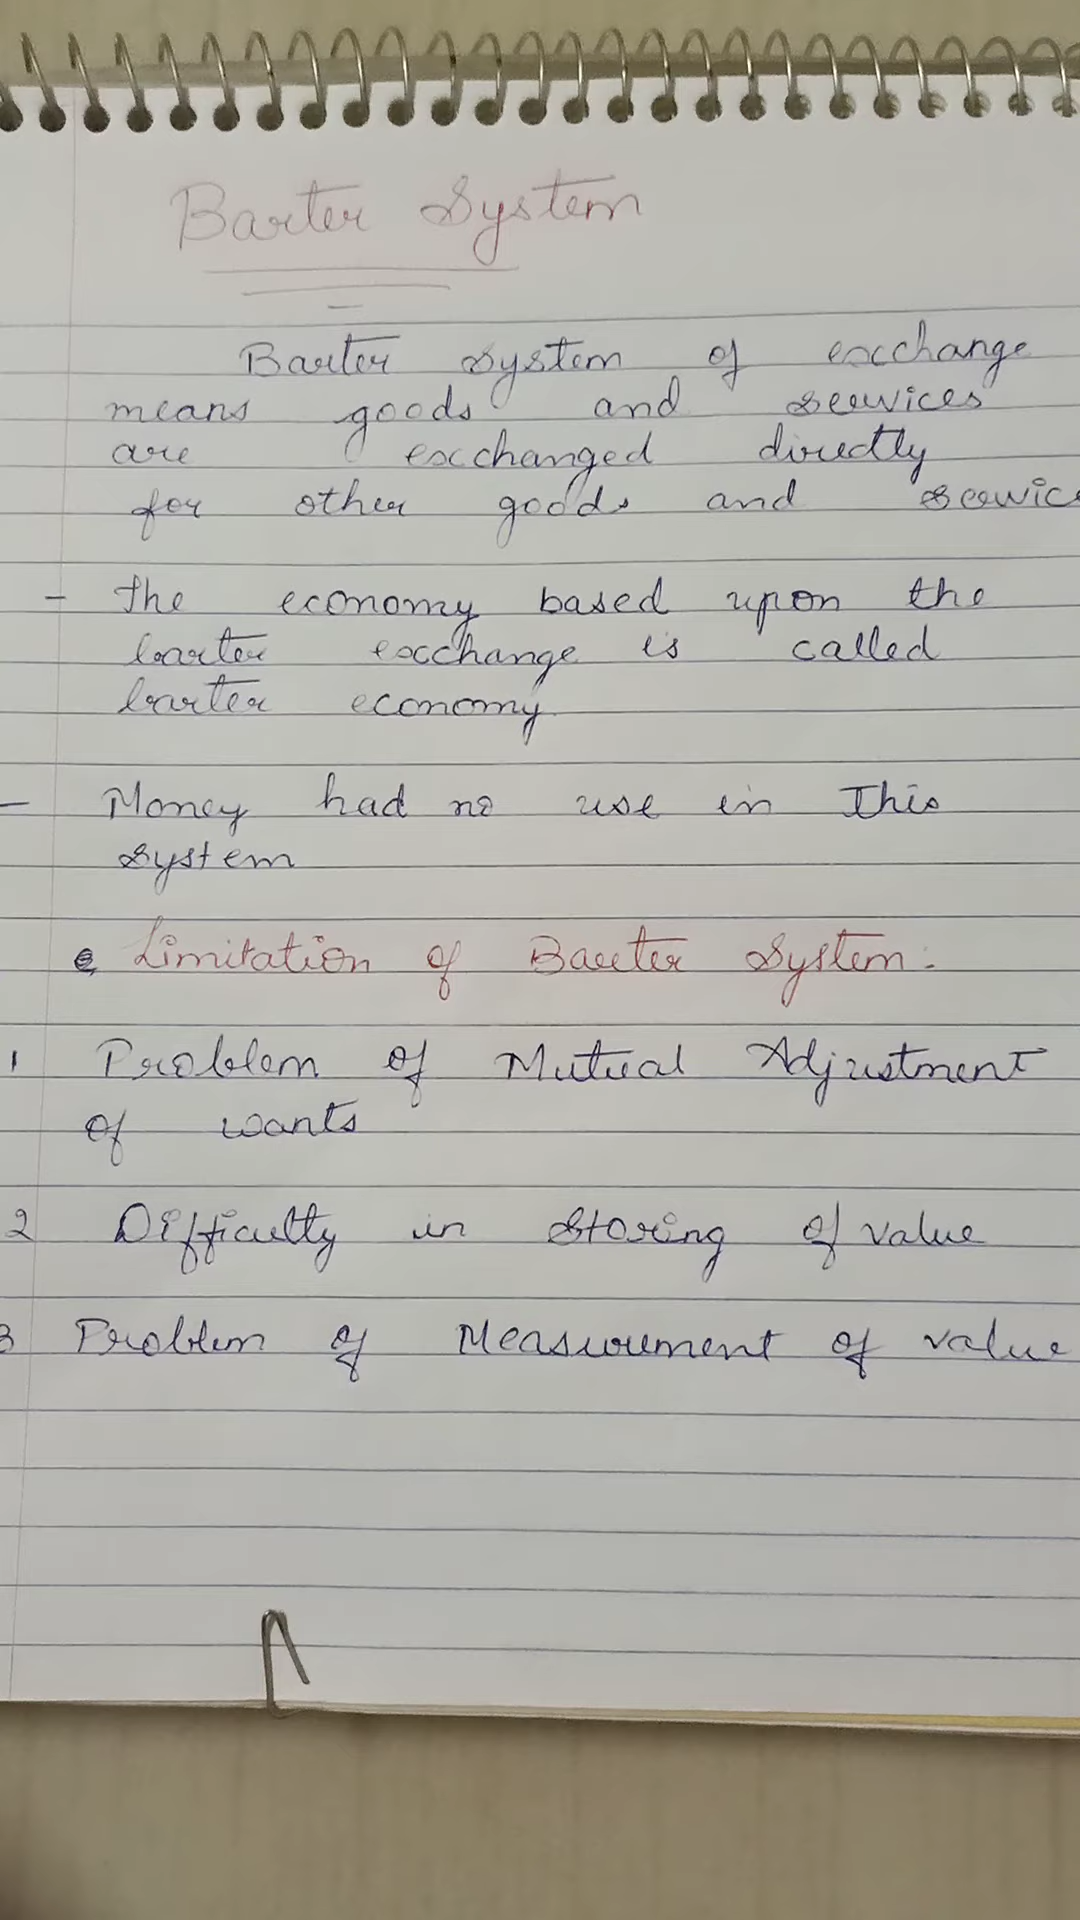 Barter System
Barter system of exchange
means goods and services
are exchanged directly
for other goods and servic
- The economy based upon the
barter exchange is called
barter economy
- Money had no use in This
system
Limitation of Barter System:
1 Problem of Mutual Adjustment
of wants
2 Difficulty in Storing of value
3 Problem of Measurement of value